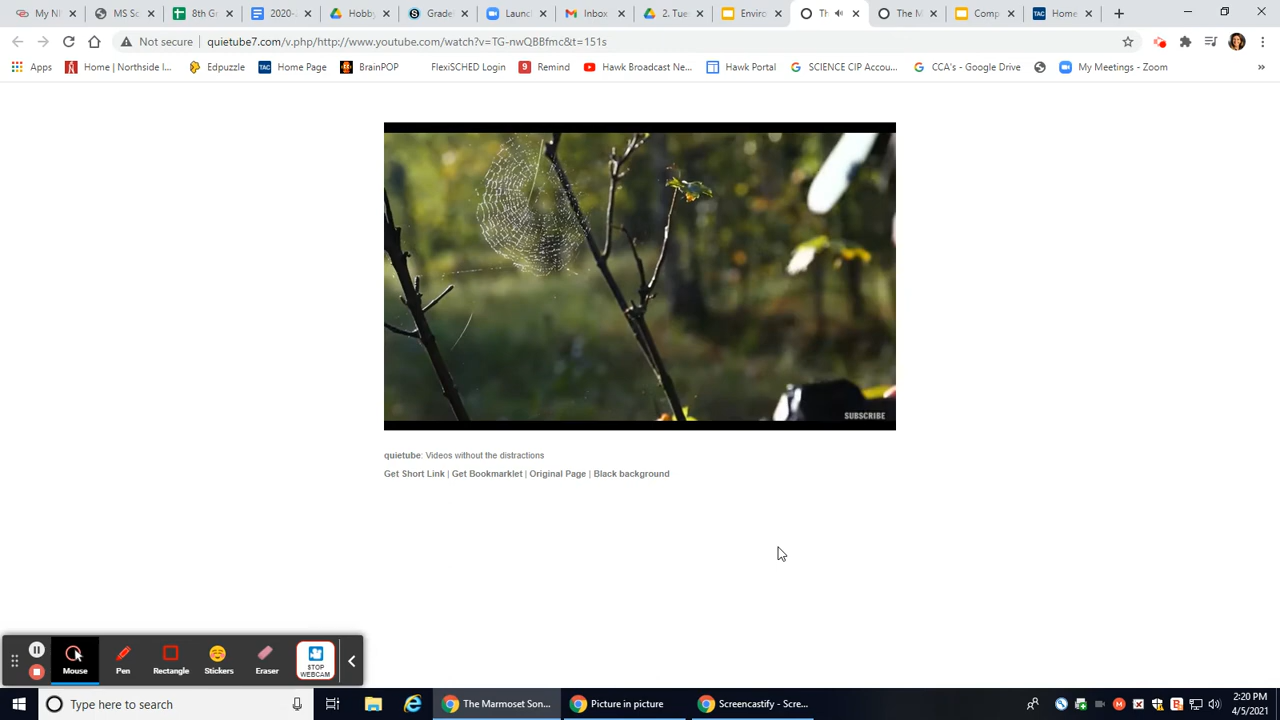 My NI
MS Sc
8th G
2020-
Hobby
Grade
Launc
Inbox
2. Tue
Enviro
Th
The M
Comp
Home
Not secure quietube7.com/v.php/http://www.youtube.com/watch?v=TG-nwQBBfmc&t=151s
Apps Home | Northside I... Edpuzzle TAC Home Page BrainPOP FlexiSCHED Login 9 Remind Hawk Broadcast Ne... Hawk Portal SCIENCE CIP Accou... CCA's - Google Drive My Meetings - Zoom »
SUBSCRIBE
quietube: Videos without the distractions
Get Short Link | Get Bookmarklet | Original Page | Black background
Mouse Pen Rectangle Stickers Eraser STOP WEBCAM
Type here to search The Marmoset Son... Picture in picture Screencastify - Scre...
2:20 PM
4/5/2021